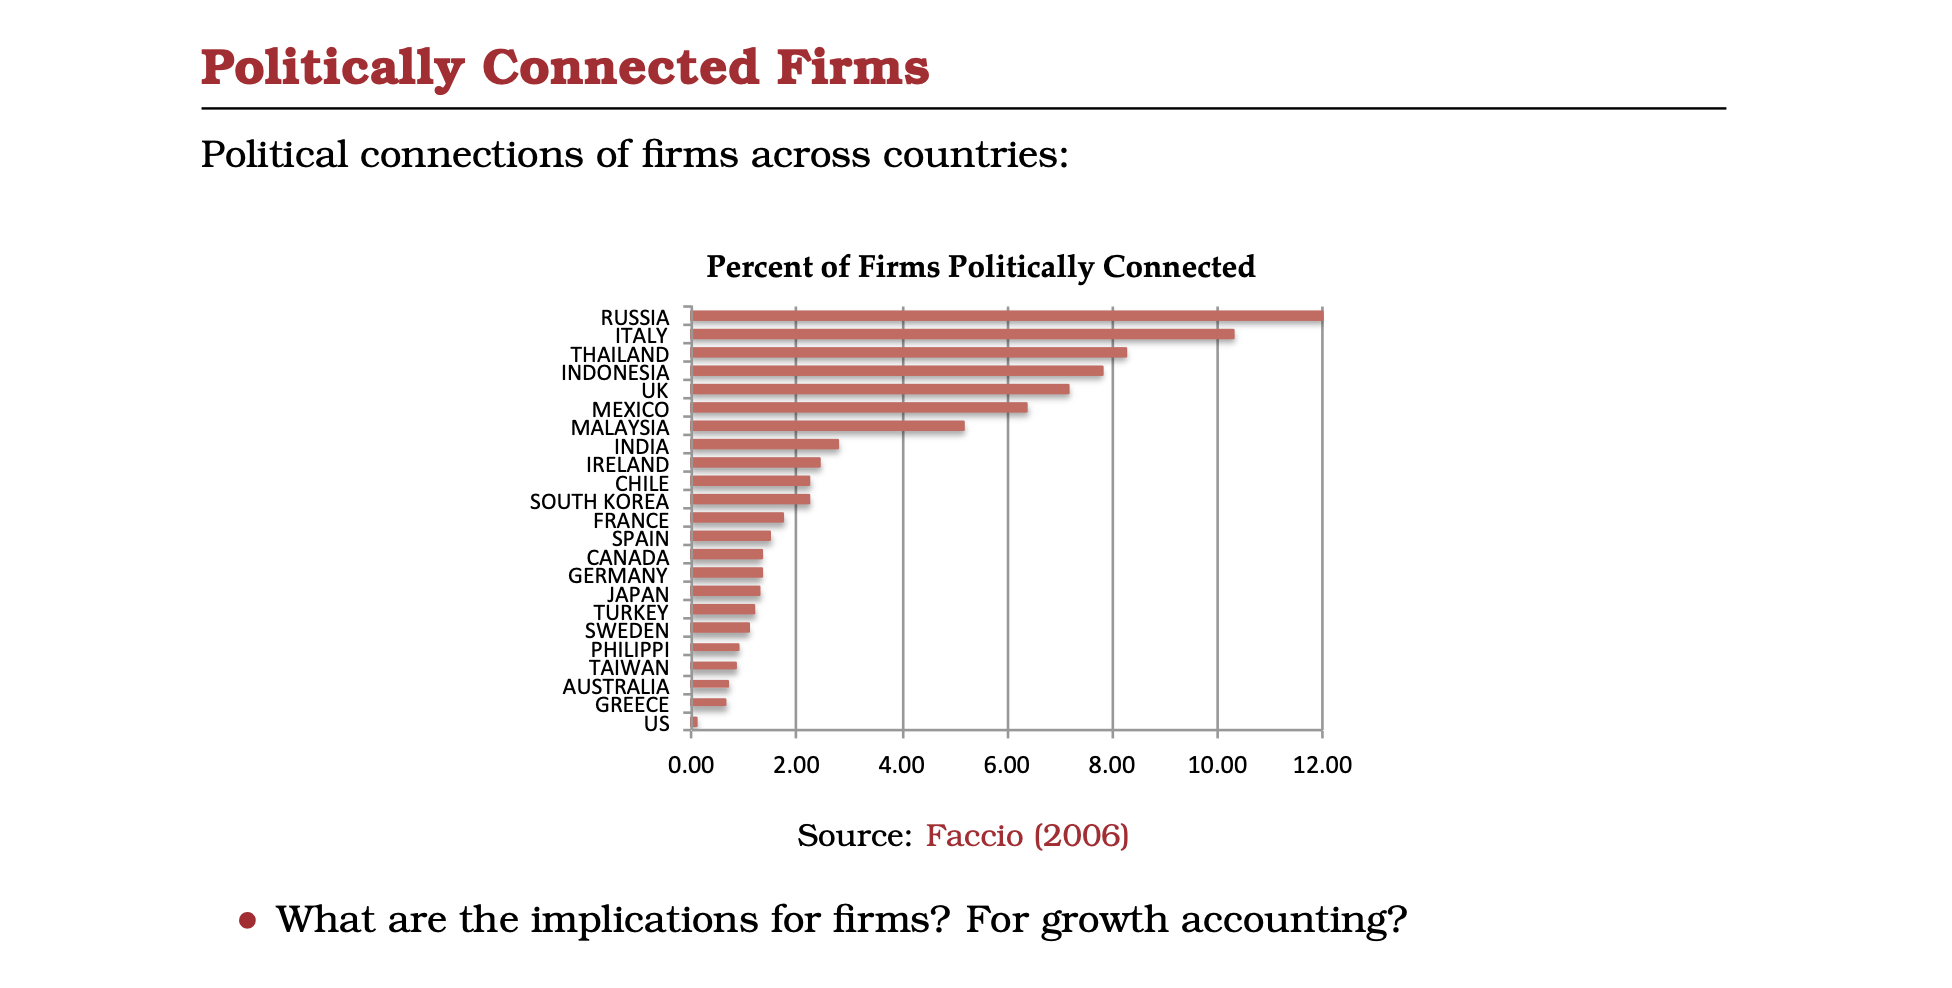 Politically Connected Firms
Political connections of firms across countries:
Percent of Firms Politically Connected
RUSSIA
ITALY
THAILAND
INDONESIA
UK
MEXICO
MALAYSIA
INDIA
IRELAND
CHILE
SOUTH KOREA
FRANCE
SPAIN
CANADA
GERMANY
JAPAN
TURKEY
SWEDEN
PHILIPPI
TAIWAN
AUSTRALIA
GREECE
US
0.00 2.00 4.00 6.00 8.00 10.00 12.00
Source: Faccio (2006)
● What are the implications for firms? For growth accounting?